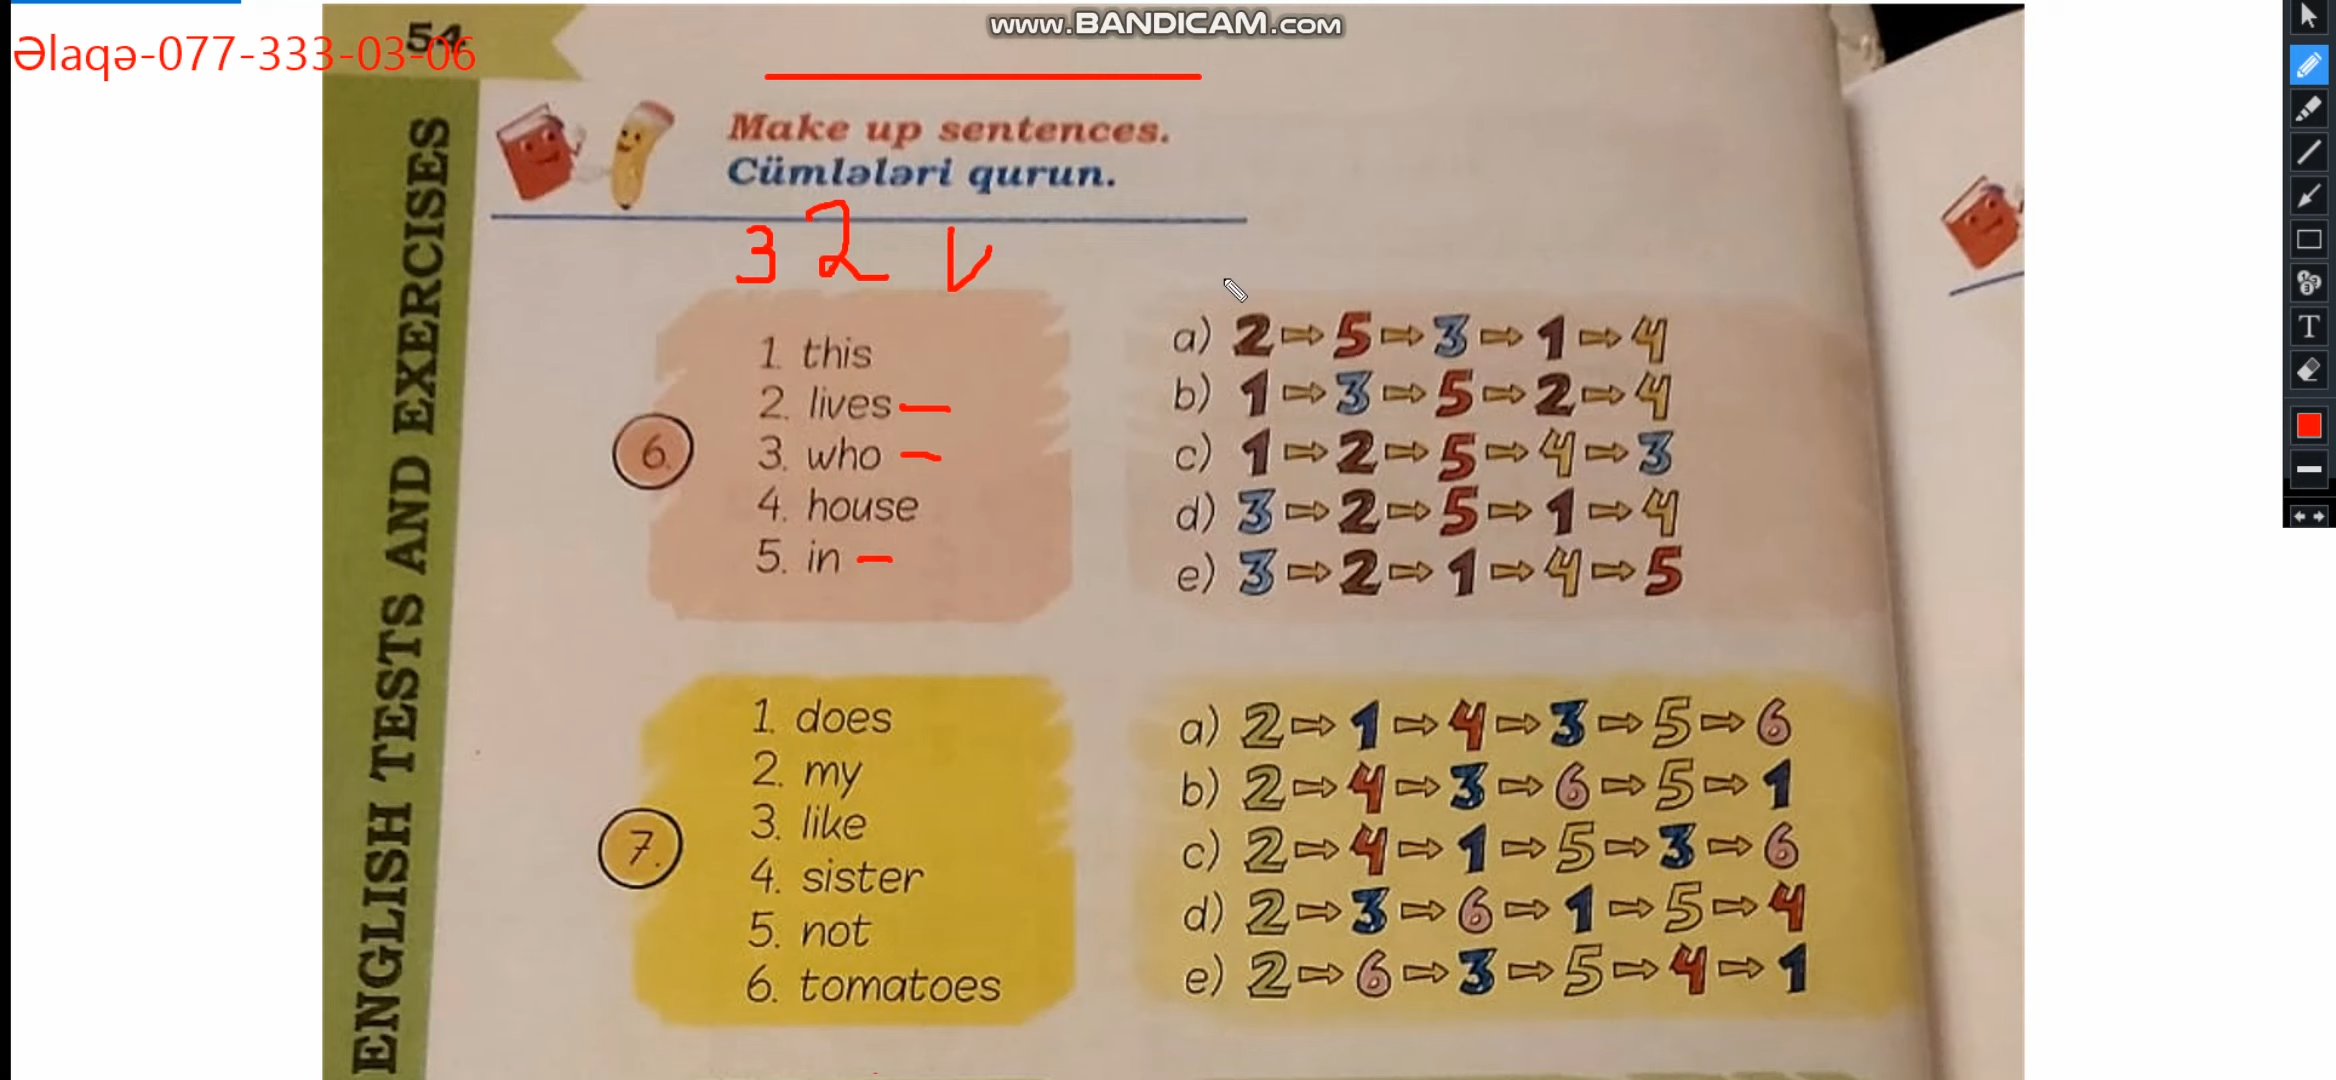 www.BANDICAM.com
54
Əlaqə-077-333-03-06
ENGLISH TESTS AND EXERCISES
Make up sentences.
Cümlələri qurun.
3 2
6.
1. this
2. lives
3. who
4. house
5. in
a) 2⇨5⇨3⇨1⇨4
b) 1⇨3⇨5⇨2⇨4
c) 1⇨2⇨5⇨4⇨3
d) 3⇨2⇨5⇨1⇨4
e) 3⇨2⇨1⇨4⇨5
7.
1. does
2. my
3. like
4. sister
5. not
6. tomatoes
a) 2⇨1⇨4⇨3⇨5⇨6
b) 2⇨4⇨3⇨6⇨5⇨1
c) 2⇨4⇨1⇨5⇨3⇨6
d) 2⇨3⇨6⇨1⇨5⇨4
e) 2⇨6⇨3⇨5⇨4⇨1
T